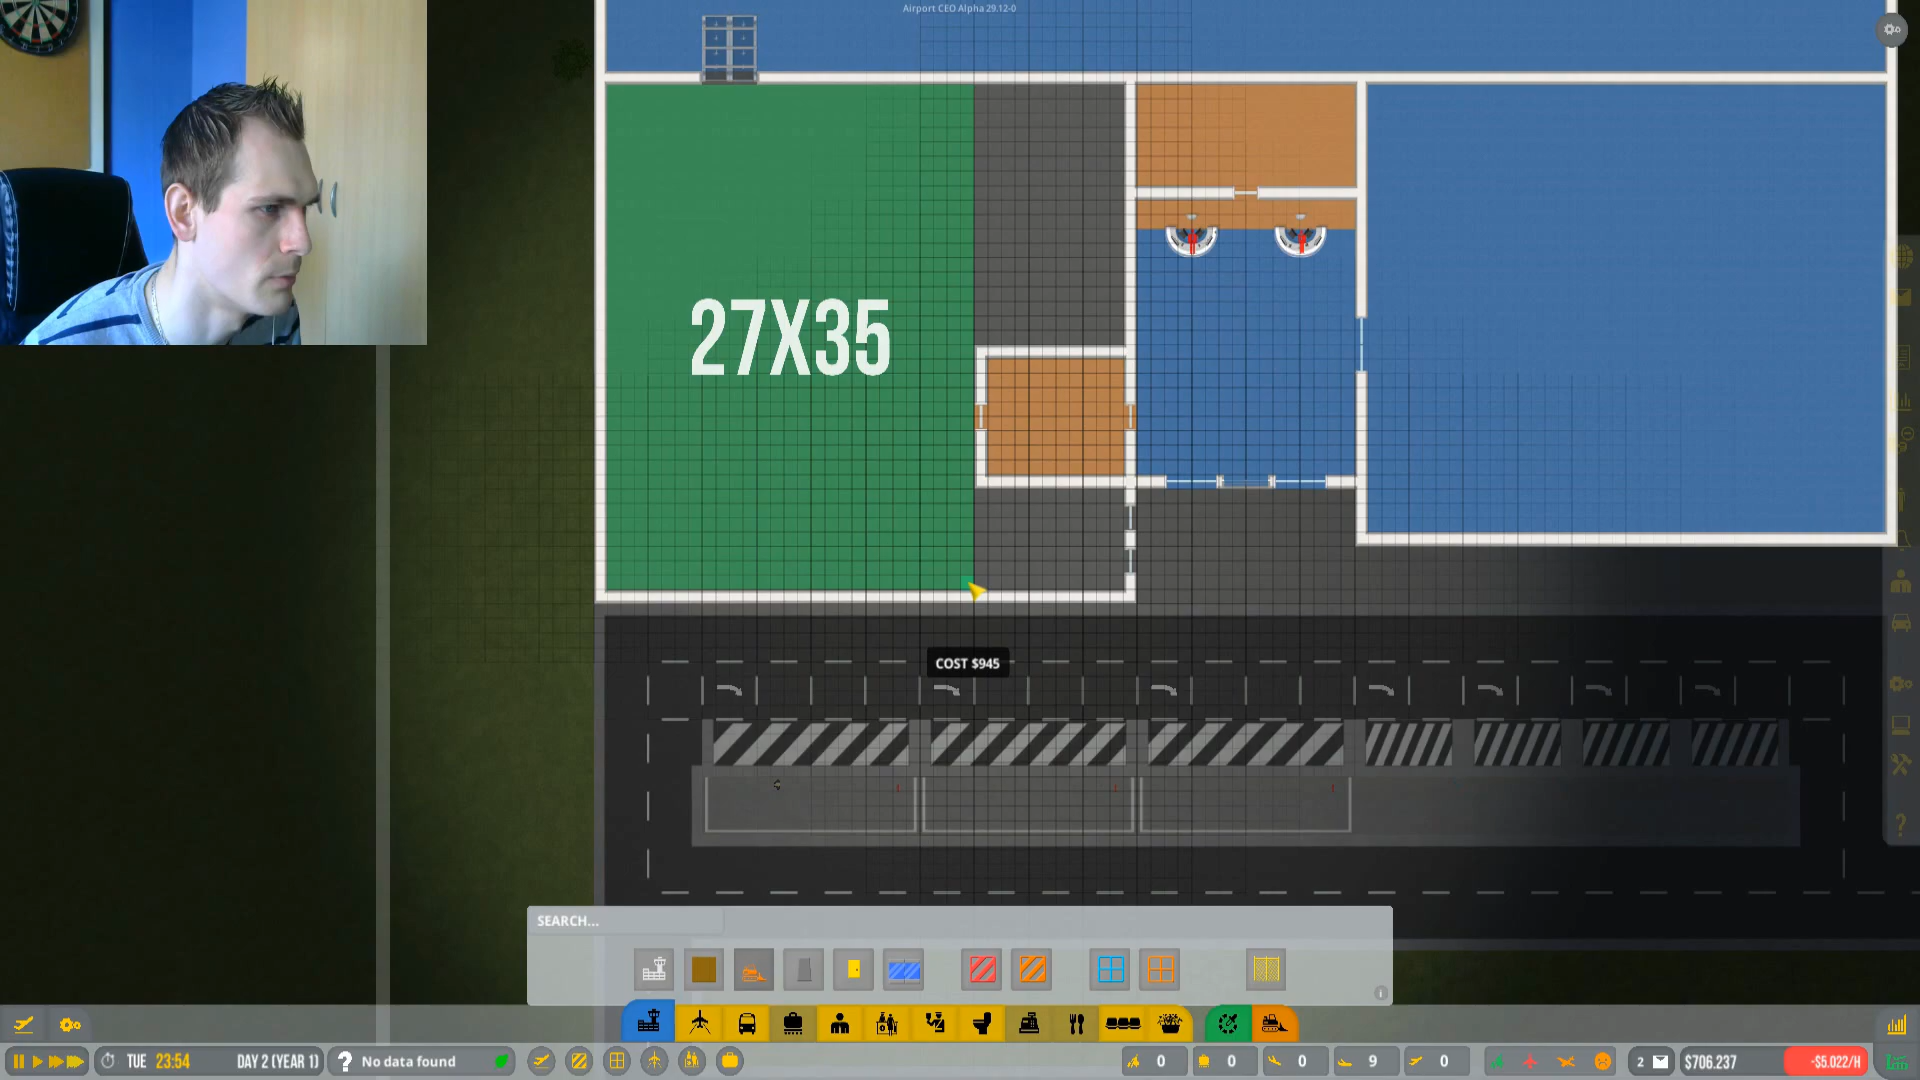 Airport CEO Alpha 29.12-0
27X35
COST $945
SEARCH...
TUE 23:54 DAY 2 (YEAR 1) ? No data found 0 0 0 9 0 2 $706.237 -$5.022/H